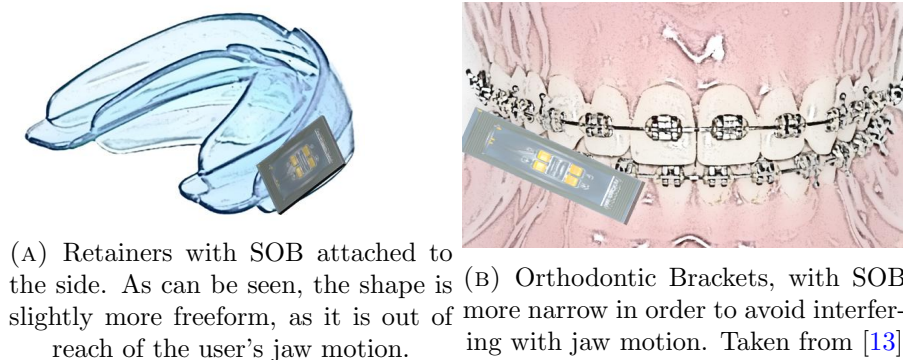 (A) Retainers with SOB attached to
the side. As can be seen, the shape is
slightly more freeform, as it is out of
reach of the user's jaw motion.
(B) Orthodontic Brackets, with SOB
more narrow in order to avoid interfer-
ing with jaw motion. Taken from [13]